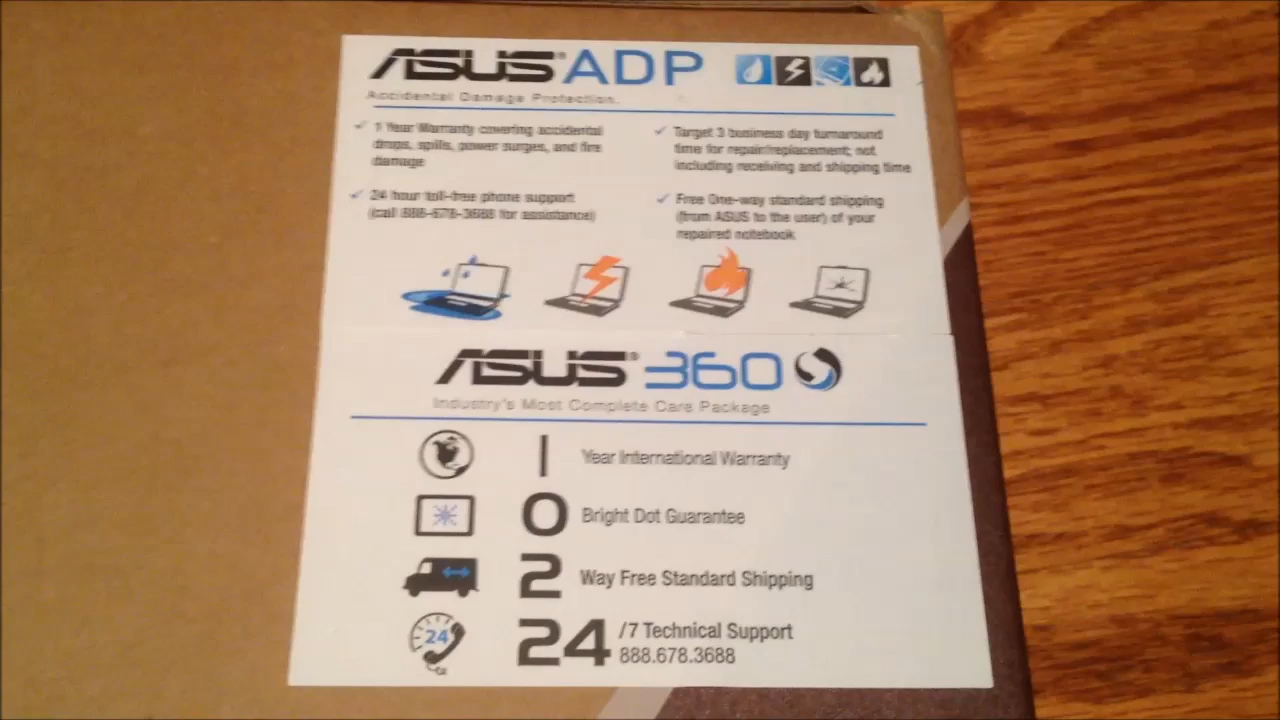 ASUS® ADP
Accidental Damage Protection.
1 Year Warranty covering accidental
drops, spills, power surges, and fire
damage
24 hour toll-free phone support
(call 888-678-3688 for assistance)
Target 3 business day turnaround
time for repair/replacement; not
including receiving and shipping time
Free One-way standard shipping
(from ASUS to the user) of your
repaired notebook
ASUS® 360
Industry's Most Complete Care Package
1 Year International Warranty
0 Bright Dot Guarantee
2 Way Free Standard Shipping
24
24 /7 Technical Support
888.678.3688